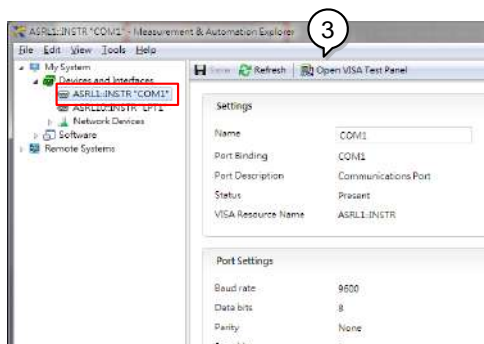 3
ASRL1::INSTR "COM1" - Measurement & Automation Explorer
File Edit View Tools Help
My System
Devices and Interfaces
ASRL1::INSTR "COM1"
ASRL10::INSTR "LPT1"
Network Devices
Software
Remote Systems
Save Refresh Open VISA Test Panel
Settings
Name COM1
Port Binding COM1
Port Description Communications Port
Status Present
VISA Resource Name ASRL1::INSTR
Port Settings
Baud rate 9600
Data bits 8
Parity None